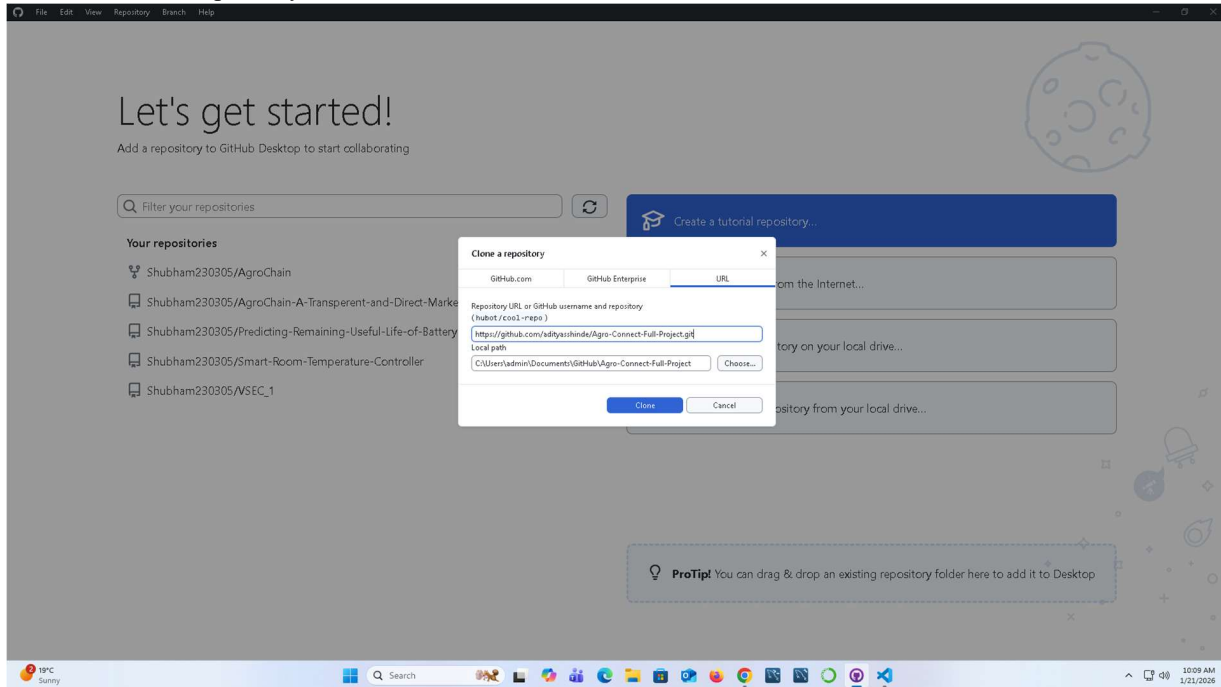 File Edit View Repository Branch Help
Let's get started!
Add a repository to GitHub Desktop to start collaborating
Filter your repositories
Create a tutorial repository...
Your repositories
Shubham230305/AgroChain
Shubham230305/AgroChain-A-Transperent-and-Direct-Marke
Shubham230305/Predicting-Remaining-Useful-Life-of-Battery
Shubham230305/Smart-Room-Temperature-Controller
Shubham230305/VSEC_1
Clone a repository
GitHub.com GitHub Enterprise URL
Repository URL or GitHub username and repository
(hubot/cool-repo)
https://github.com/adityasshinde/Agro-Connect-Full-Project.git
Local path
C:\Users\admin\Documents\GitHub\Agro-Connect-Full-Project Choose...
Clone Cancel
om the Internet...
tory on your local drive...
ository from your local drive...
ProTip! You can drag & drop an existing repository folder here to add it to Desktop
2
19°C
Sunny
Search
10:09 AM
1/21/2026